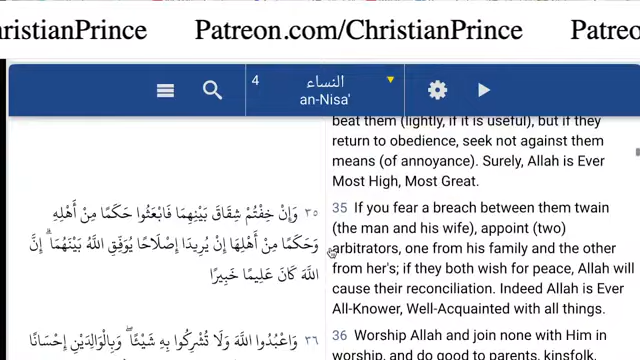 ristianPrince Patreon.com/ChristianPrince Patreo
4 النساء
an-Nisa'
beat them (lightly, if it is useful), but if they
return to obedience, seek not against them
means (of annoyance). Surely, Allah is Ever
Most High, Most Great.
٣٥ وَإِنْ خِفْتُمْ شِقَاقَ بَيْنِهِمَا فَابْعَثُوا حَكَمًا مِنْ أَهْلِهِ
وَحَكَمًا مِنْ أَهْلِهَا إِنْ يُرِيدَا إِصْلَاحًا يُوَفِّقِ اللَّهُ بَيْنَهُمَا ۗ إِنَّ
اللَّهَ كَانَ عَلِيمًا خَبِيرًا
35 If you fear a breach between them twain
(the man and his wife), appoint (two)
arbitrators, one from his family and the other
from her's; if they both wish for peace, Allah will
cause their reconciliation. Indeed Allah is Ever
All-Knower, Well-Acquainted with all things.
٣٦ وَاعْبُدُوا اللَّهَ وَلَا تُشْرِكُوا بِهِ شَيْئًا ۖ وَبِالْوَالِدَيْنِ إِحْسَانًا
36 Worship Allah and join none with Him in
worship, and do good to parents, kinsfolk,